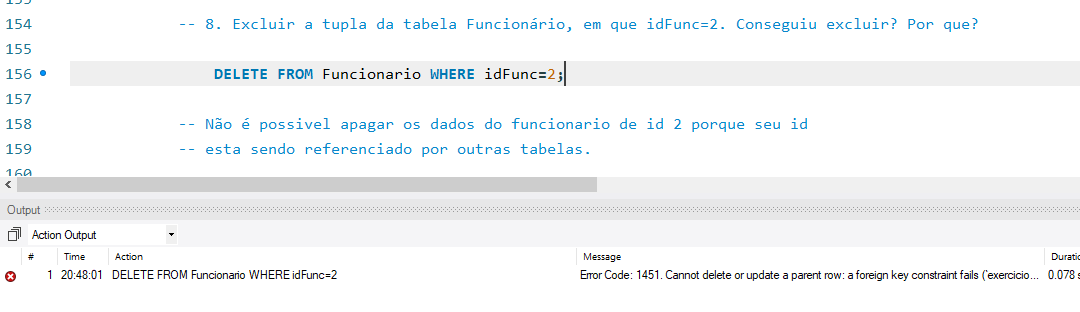 153
154 -- 8. Excluir a tupla da tabela Funcionário, em que idFunc=2. Conseguiu excluir? Por que?
155
156 DELETE FROM Funcionario WHERE idFunc=2;
157
158 -- Não é possivel apagar os dados do funcionario de id 2 porque seu id
159 -- esta sendo referenciado por outras tabelas.
160
Output
Action Output
# Time Action Message Duratio
1 20:48:01 DELETE FROM Funcionario WHERE idFunc=2 Error Code: 1451. Cannot delete or update a parent row: a foreign key constraint fails (`exercicio... 0.078 s